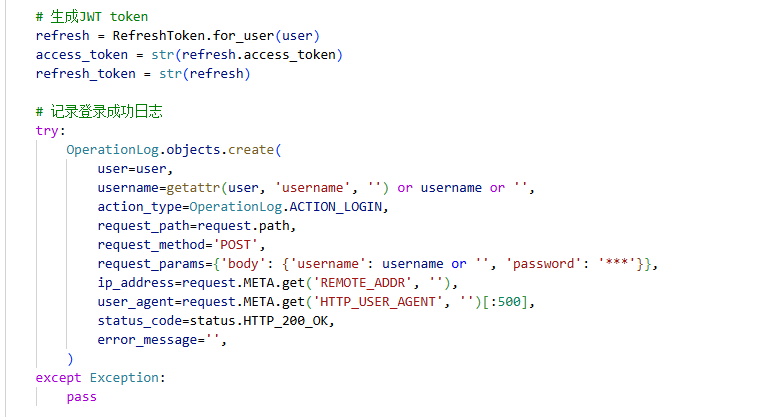 # 生成JWT token
refresh = RefreshToken.for_user(user)
access_token = str(refresh.access_token)
refresh_token = str(refresh)
# 记录登录成功日志
try:
OperationLog.objects.create(
user=user,
username=getattr(user, 'username', '') or username or '',
action_type=OperationLog.ACTION_LOGIN,
request_path=request.path,
request_method='POST',
request_params={'body': {'username': username or '', 'password': '***'}},
ip_address=request.META.get('REMOTE_ADDR', ''),
user_agent=request.META.get('HTTP_USER_AGENT', '')[:500],
status_code=status.HTTP_200_OK,
error_message='',
)
except Exception:
pass